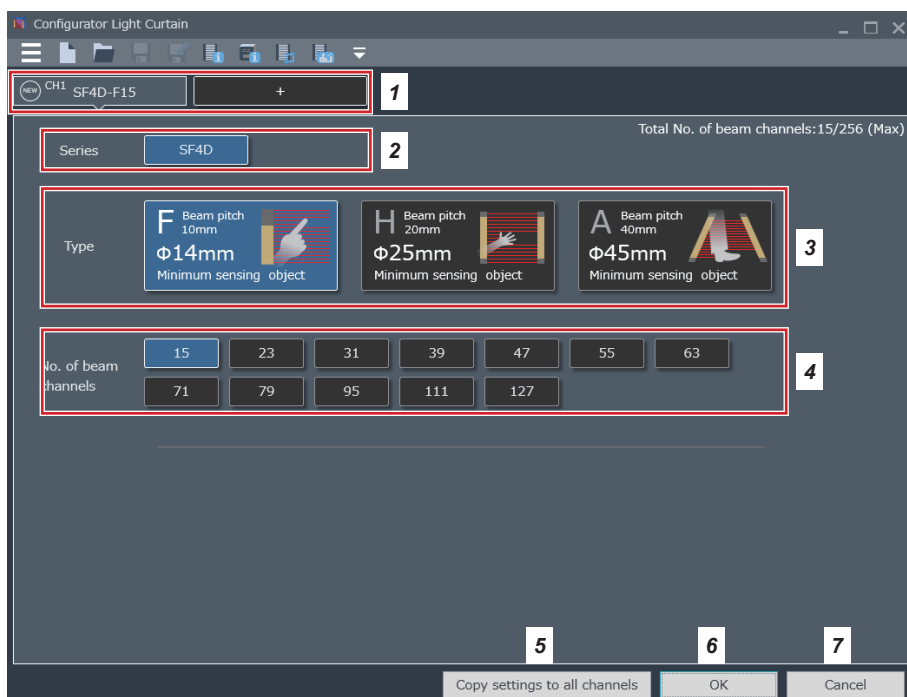 Configurator Light Curtain
NEW CH1 SF4D-F15 + 1
Total No. of beam channels:15/256 (Max)
Series SF4D 2
Type
F Beam pitch 10mm
Φ14mm
Minimum sensing object
H Beam pitch 20mm
Φ25mm
Minimum sensing object
A Beam pitch 40mm
Φ45mm
Minimum sensing object
3
No. of beam channels
15 23 31 39 47 55 63
71 79 95 111 127
4
5 6 7
Copy settings to all channels OK Cancel